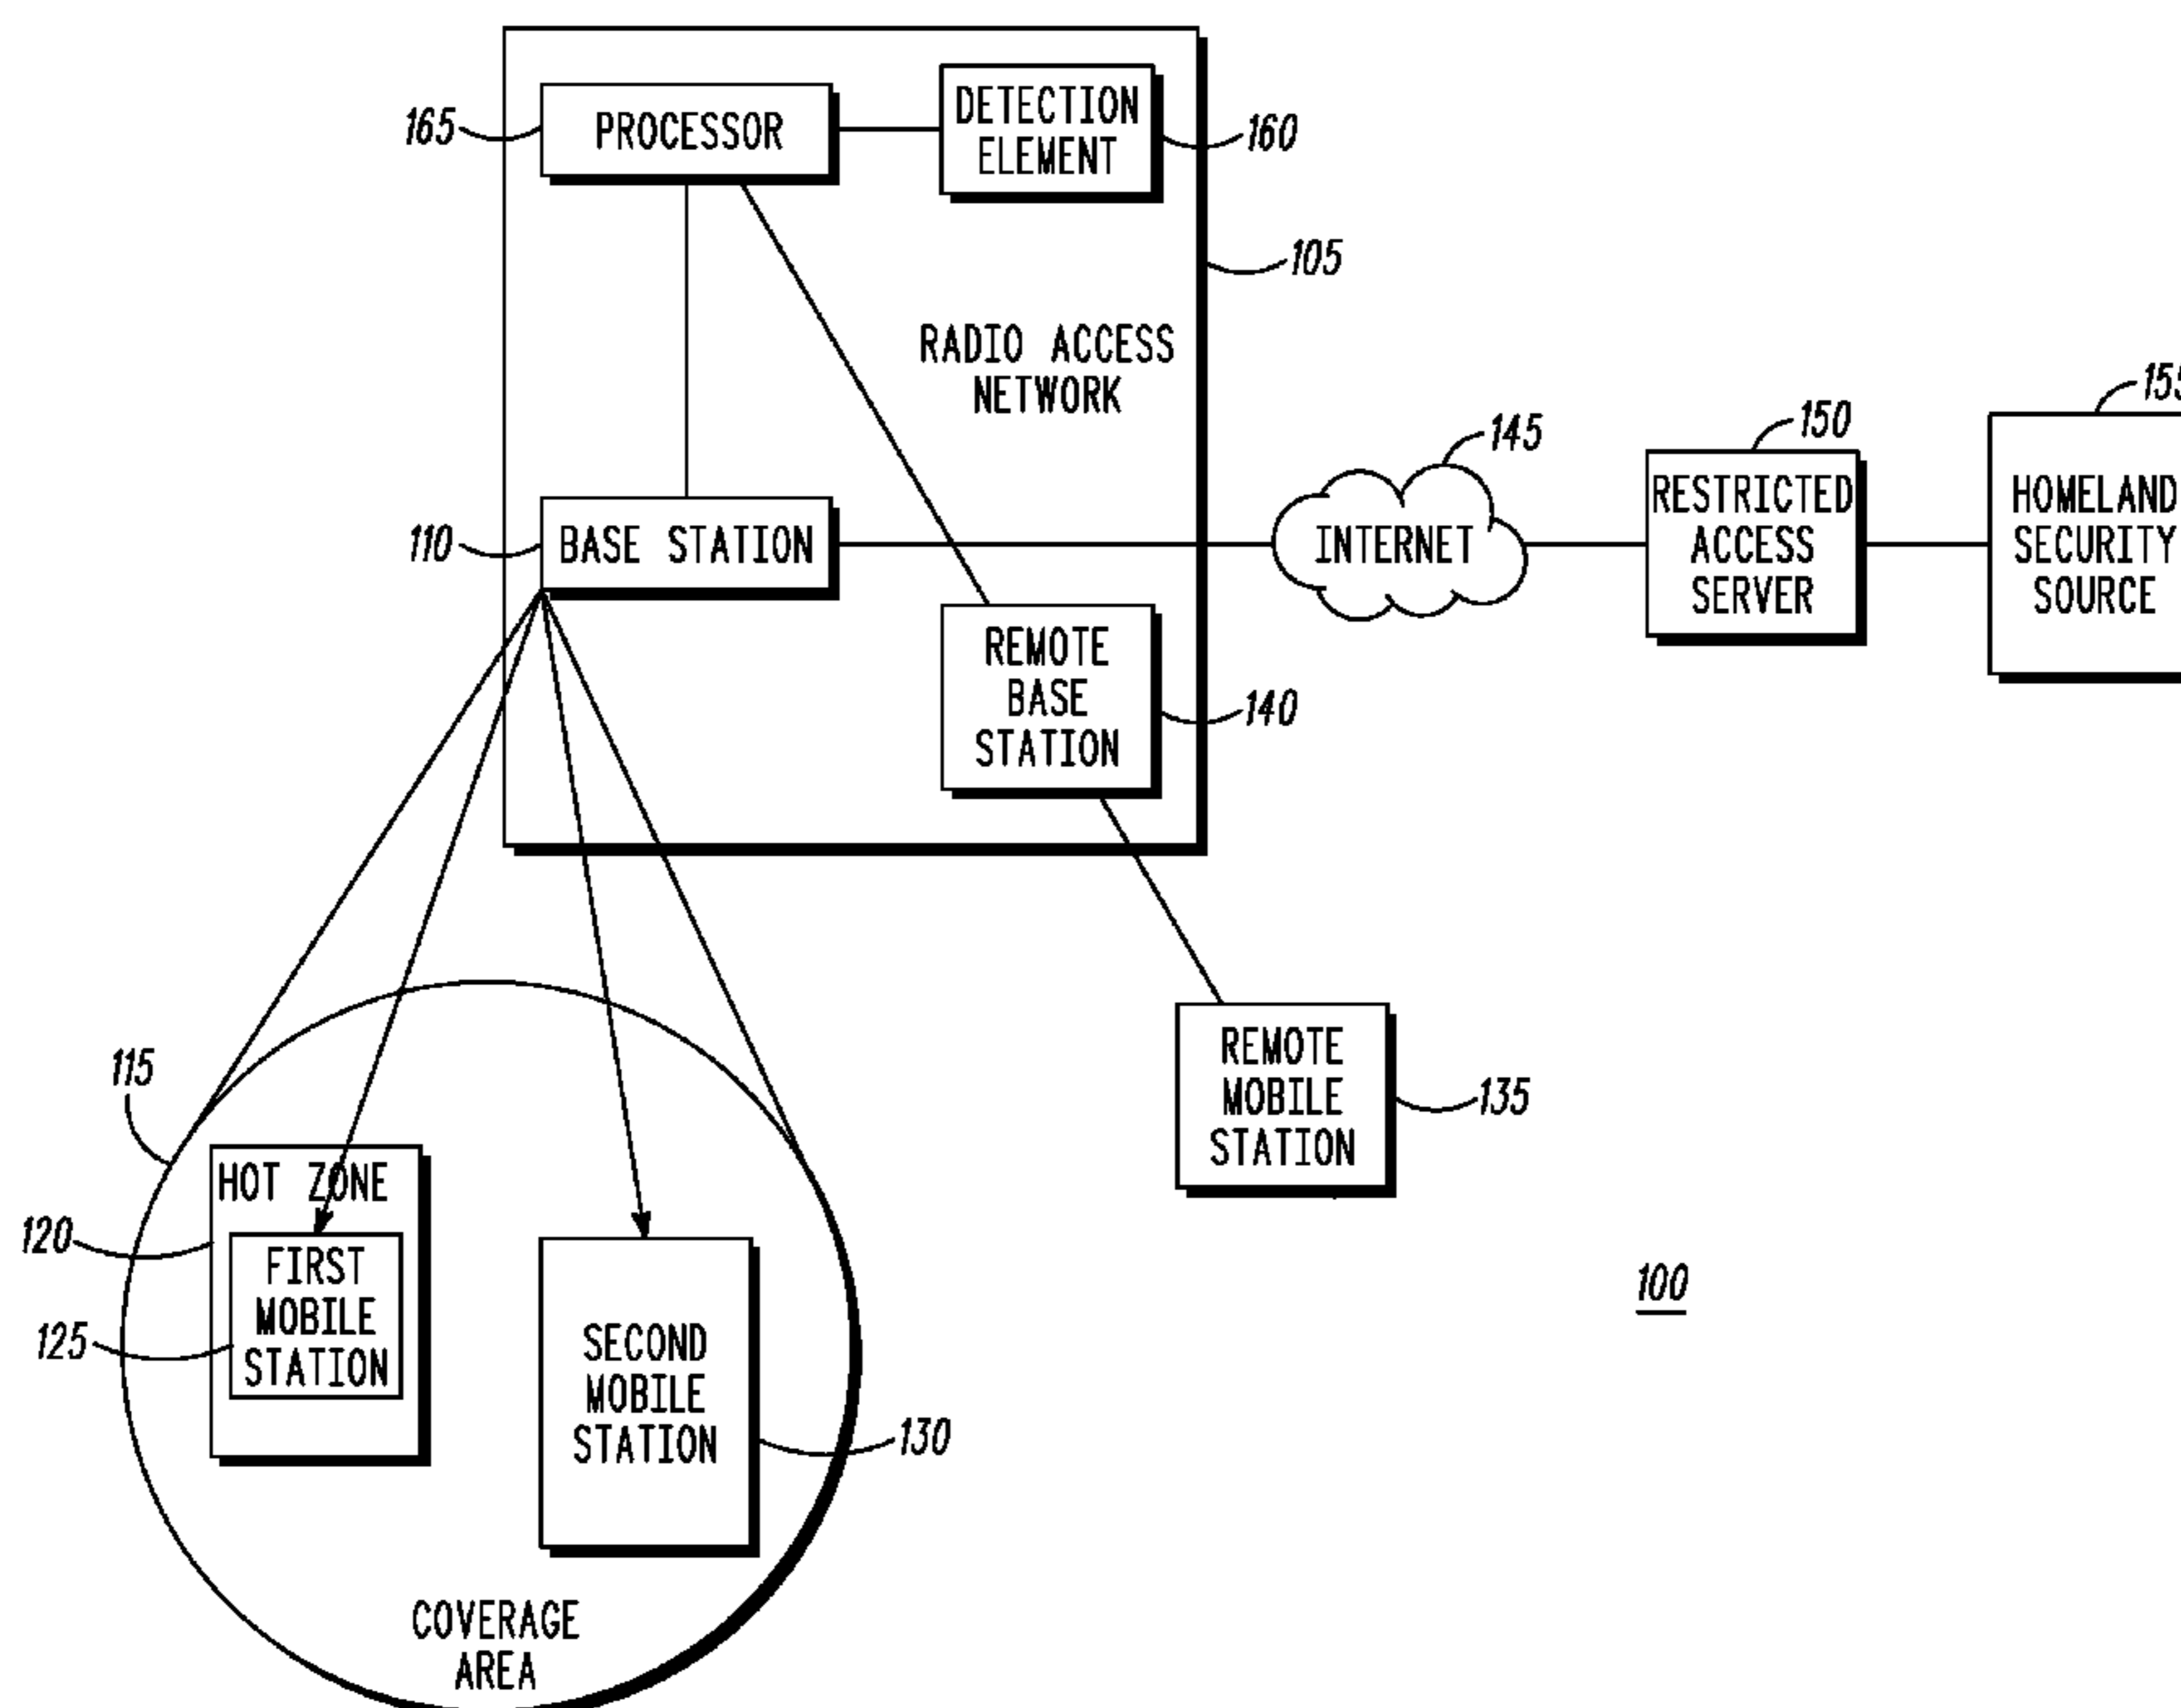 165
PROCESSOR
DETECTION
ELEMENT
160
105
RADIO ACCESS
NETWORK
110
BASE STATION
145
INTERNET
150
RESTRICTED
ACCESS
SERVER
155
HOMELAND
SECURITY
SOURCE
REMOTE
BASE
STATION
140
REMOTE
MOBILE
STATION
135
115
HOT ZONE
120
FIRST
MOBILE
STATION
125
SECOND
MOBILE
STATION
130
COVERAGE
AREA
100